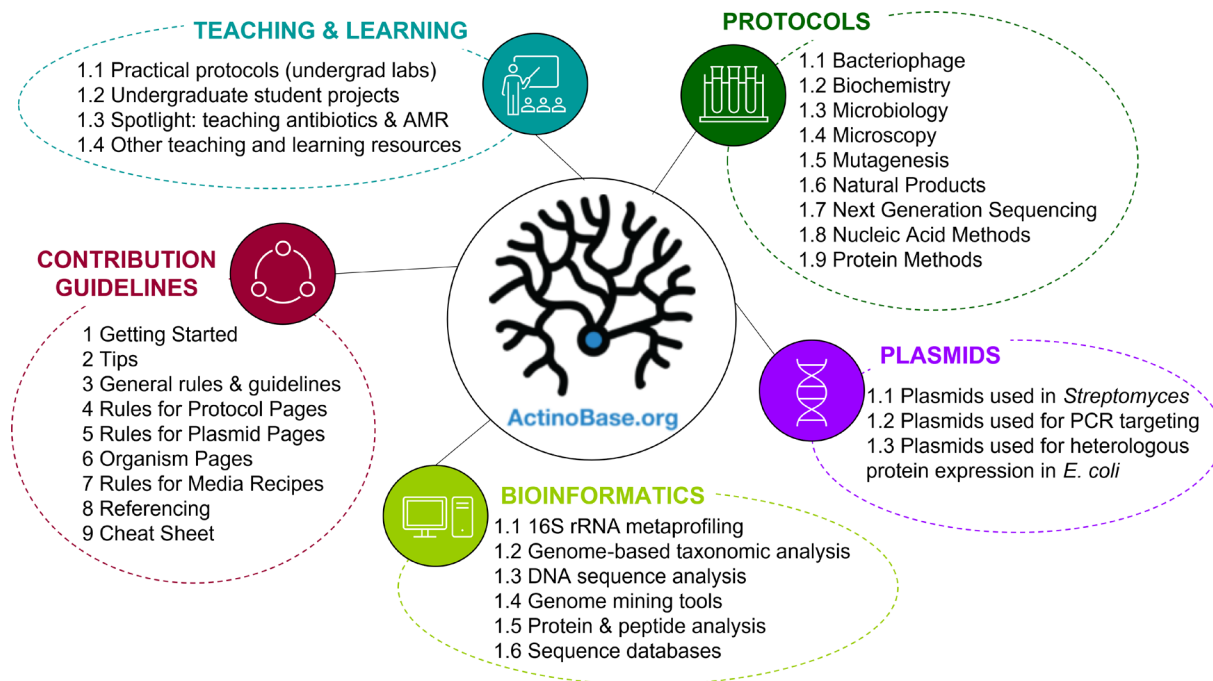 TEACHING & LEARNING
1.1 Practical protocols (undergrad labs)
1.2 Undergraduate student projects
1.3 Spotlight: teaching antibiotics & AMR
1.4 Other teaching and learning resources
PROTOCOLS
1.1 Bacteriophage
1.2 Biochemistry
1.3 Microbiology
1.4 Microscopy
1.5 Mutagenesis
1.6 Natural Products
1.7 Next Generation Sequencing
1.8 Nucleic Acid Methods
1.9 Protein Methods
CONTRIBUTION
GUIDELINES
1 Getting Started
2 Tips
3 General rules & guidelines
4 Rules for Protocol Pages
5 Rules for Plasmid Pages
6 Organism Pages
7 Rules for Media Recipes
8 Referencing
9 Cheat Sheet
ActinoBase.org
PLASMIDS
1.1 Plasmids used in Streptomyces
1.2 Plasmids used for PCR targeting
1.3 Plasmids used for heterologous
protein expression in E. coli
BIOINFORMATICS
1.1 16S rRNA metaprofiling
1.2 Genome-based taxonomic analysis
1.3 DNA sequence analysis
1.4 Genome mining tools
1.5 Protein & peptide analysis
1.6 Sequence databases